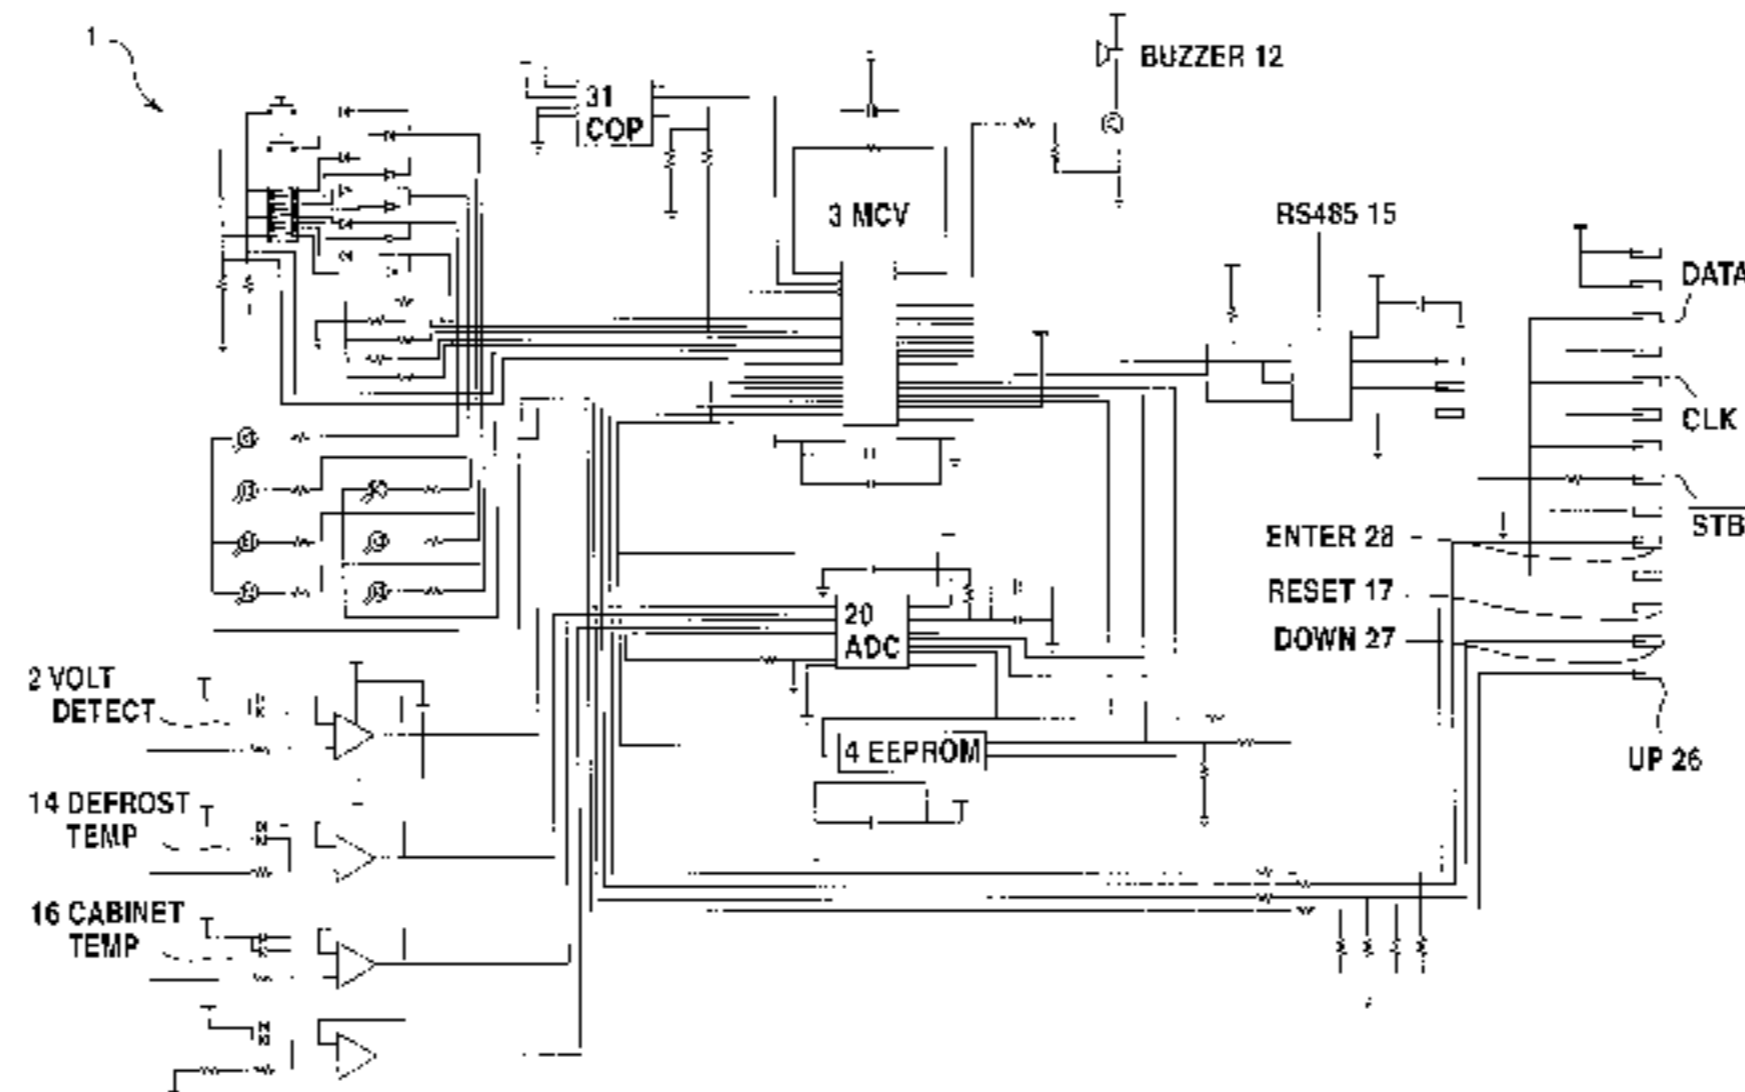 1
31
COP
BUZZER 12
3 MCV
RS485 15
DATA
CLK
STB
ENTER 28
RESET 17
DOWN 27
UP 26
20
ADC
4 EEPROM
2 VOLT
DETECT
14 DEFROST
TEMP
16 CABINET
TEMP